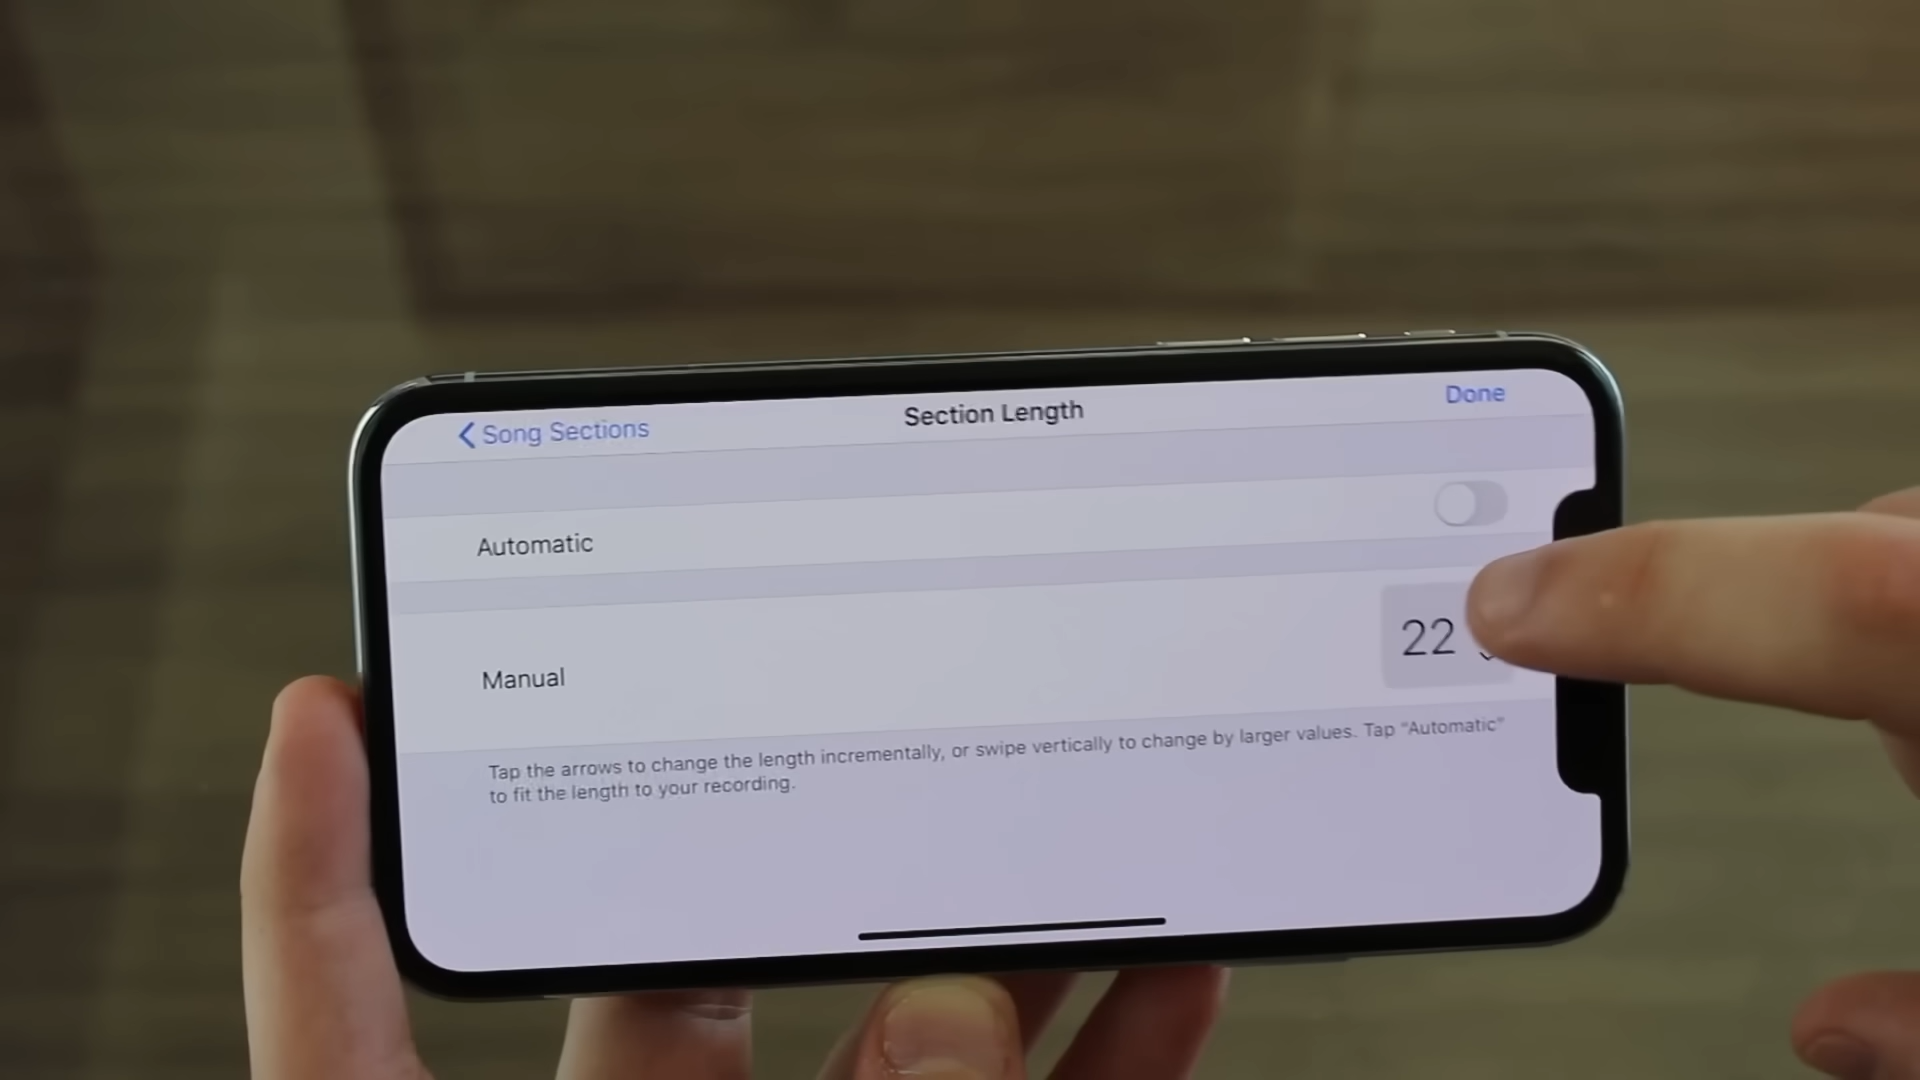 Song Sections
Section Length
Done
Automatic
Manual
22
Tap the arrows to change the length incrementally, or swipe vertically to change by larger values. Tap “Automatic”
to fit the length to your recording.